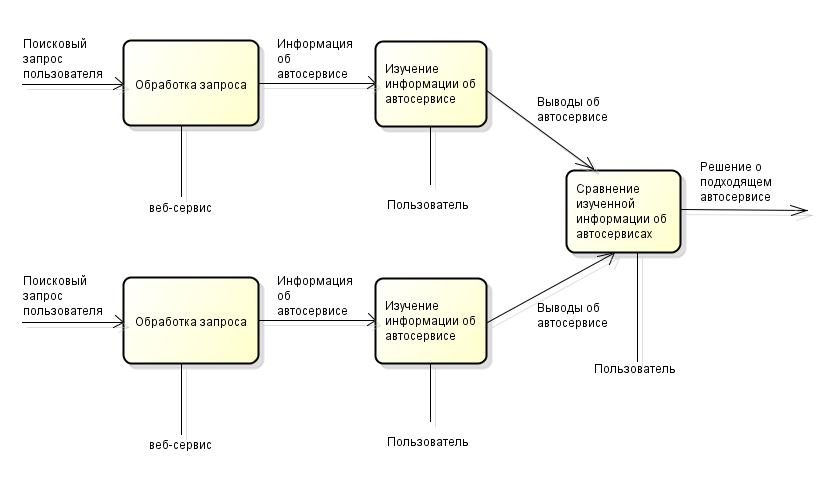 Поисковый
запрос
пользователя
Обработка запроса
веб-сервис
Информация
об
автосервисе
Изучение
информации об
автосервисе
Пользователь
Выводы об
автосервисе
Сравнение
изученной
информации об
автосервисах
Пользователь
Решение о
подходящем
автосервисе
Поисковый
запрос
пользователя
Обработка запроса
веб-сервис
Информация
об
автосервисе
Изучение
информации об
автосервисе
Пользователь
Выводы об
автосервисе